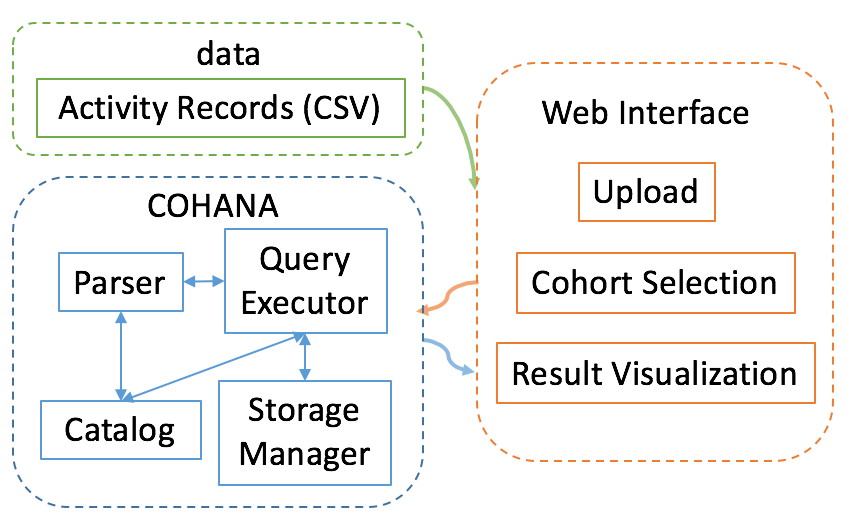 data
Activity Records (CSV)
COHANA
Parser
Query
Executor
Catalog
Storage
Manager
Web Interface
Upload
Cohort Selection
Result Visualization